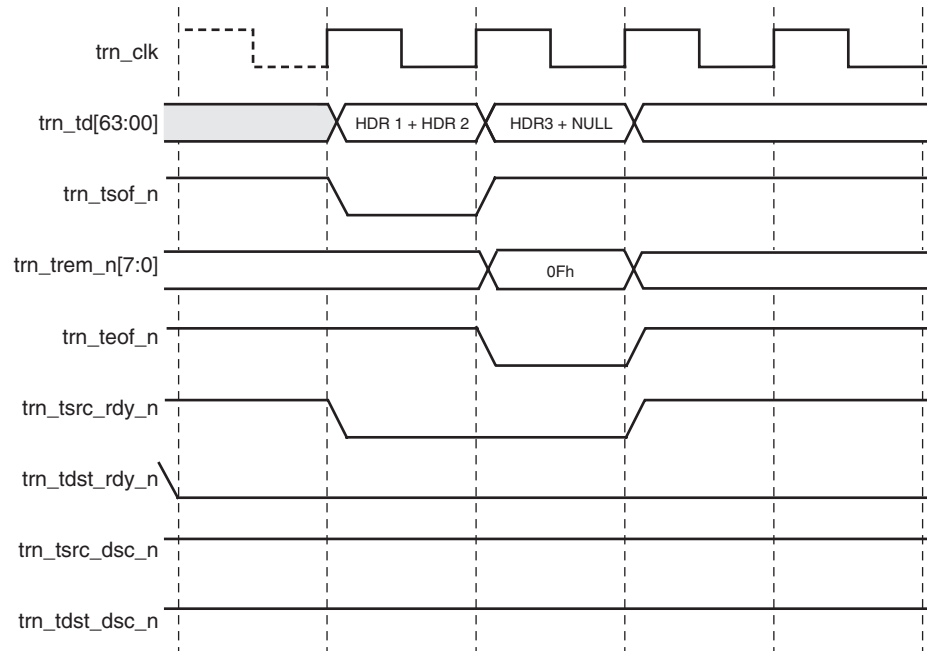 trn_clk
trn_td[63:00]
HDR 1 + HDR 2
HDR3 + NULL
trn_tsof_n
trn_trem_n[7:0]
0Fh
trn_teof_n
trn_tsrc_rdy_n
trn_tdst_rdy_n
trn_tsrc_dsc_n
trn_tdst_dsc_n